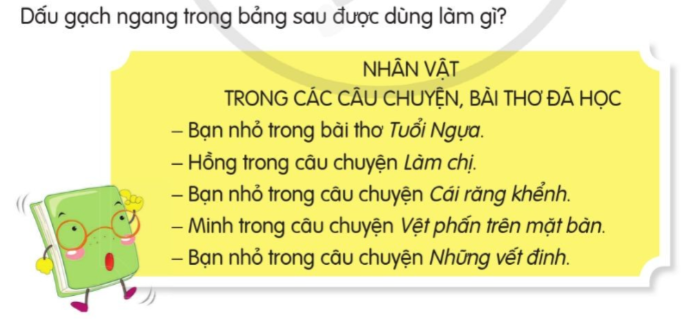 Dấu gạch ngang trong bảng sau được dùng làm gì?
NHÂN VẬT
TRONG CÁC CÂU CHUYỆN, BÀI THƠ ĐÃ HỌC
– Bạn nhỏ trong bài thơ Tuổi Ngựa.
– Hồng trong câu chuyện Làm chị.
– Bạn nhỏ trong câu chuyện Cái răng khểnh.
– Minh trong câu chuyện Vệt phấn trên mặt bàn.
– Bạn nhỏ trong câu chuyện Những vết đinh.